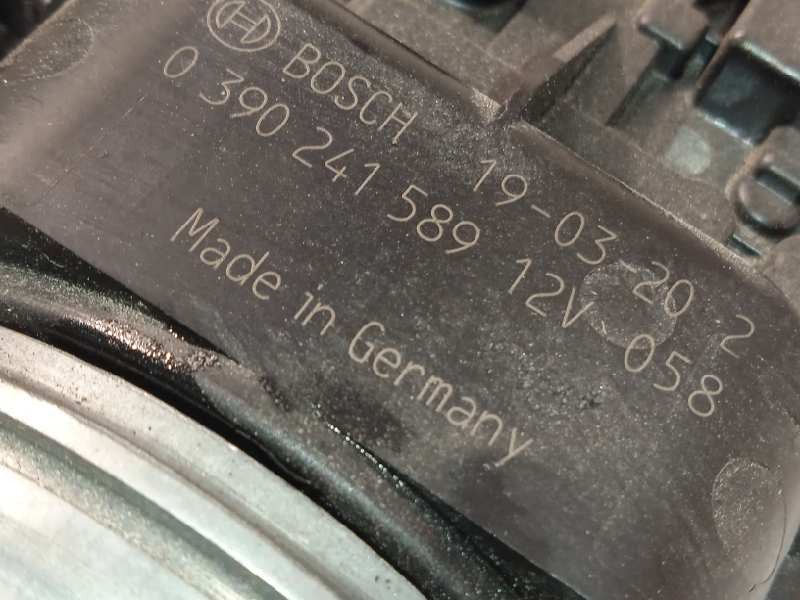 BOSCH 19-03-20 2
0 390 241 589 12V 058
Made in Germany